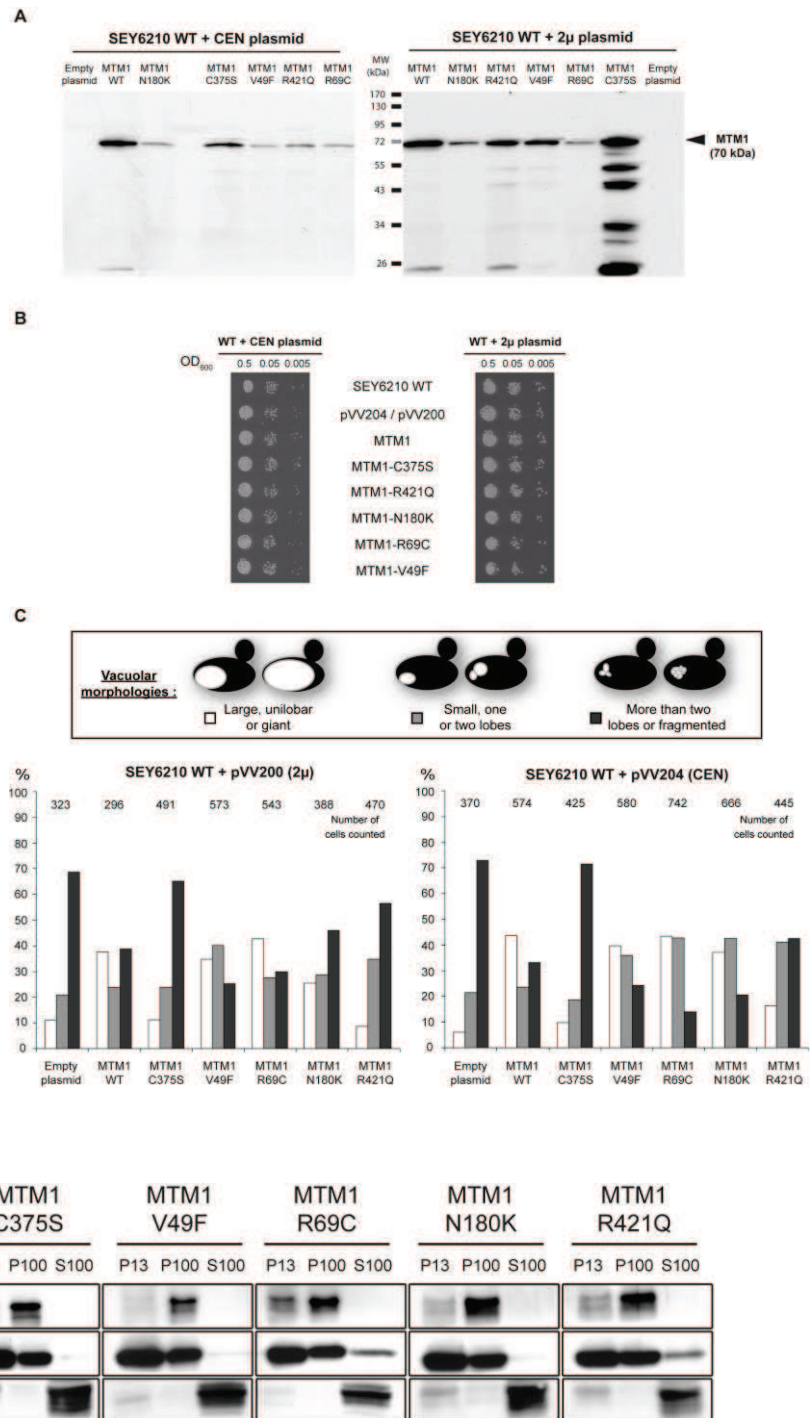 A
SEY6210 WT + CEN plasmid
SEY6210 WT + 2µ plasmid
Empty plasmid
MTM1 WT
MTM1 N180K
MTM1 C375S
MTM1 V49F
MTM1 R421Q
MTM1 R69C
MW (kDa)
MTM1 WT
MTM1 N180K
MTM1 R421Q
MTM1 V49F
MTM1 R69C
MTM1 C375S
Empty plasmid
170
130
95
72
55
43
34
26
MTM1
(70 kDa)
B
WT + CEN plasmid
WT + 2µ plasmid
OD600 0.5 0.05 0.005
0.5 0.05 0.005
SEY6210 WT
pVV204 / pVV200
MTM1
MTM1-C375S
MTM1-R421Q
MTM1-N180K
MTM1-R69C
MTM1-V49F
C
Vacuolar
morphologies :
Large, unilobar
or giant
Small, one
or two lobes
More than two
lobes or fragmented
% SEY6210 WT + pVV200 (2µ)
100
90
80
70
60
50
40
30
20
10
0
323 296 491 573 543 388 470
Number of
cells counted
Empty plasmid
MTM1 WT
MTM1 C375S
MTM1 V49F
MTM1 R69C
MTM1 N180K
MTM1 R421Q
% SEY6210 WT + pVV204 (CEN)
100
90
80
70
60
50
40
30
20
10
0
370 574 425 580 742 666 445
Number of
cells counted
Empty plasmid
MTM1 WT
MTM1 C375S
MTM1 V49F
MTM1 R69C
MTM1 N180K
MTM1 R421Q
MTM1 C375S
MTM1 V49F
MTM1 R69C
MTM1 N180K
MTM1 R421Q
P100 S100
P13 P100 S100
P13 P100 S100
P13 P100 S100
P13 P100 S100